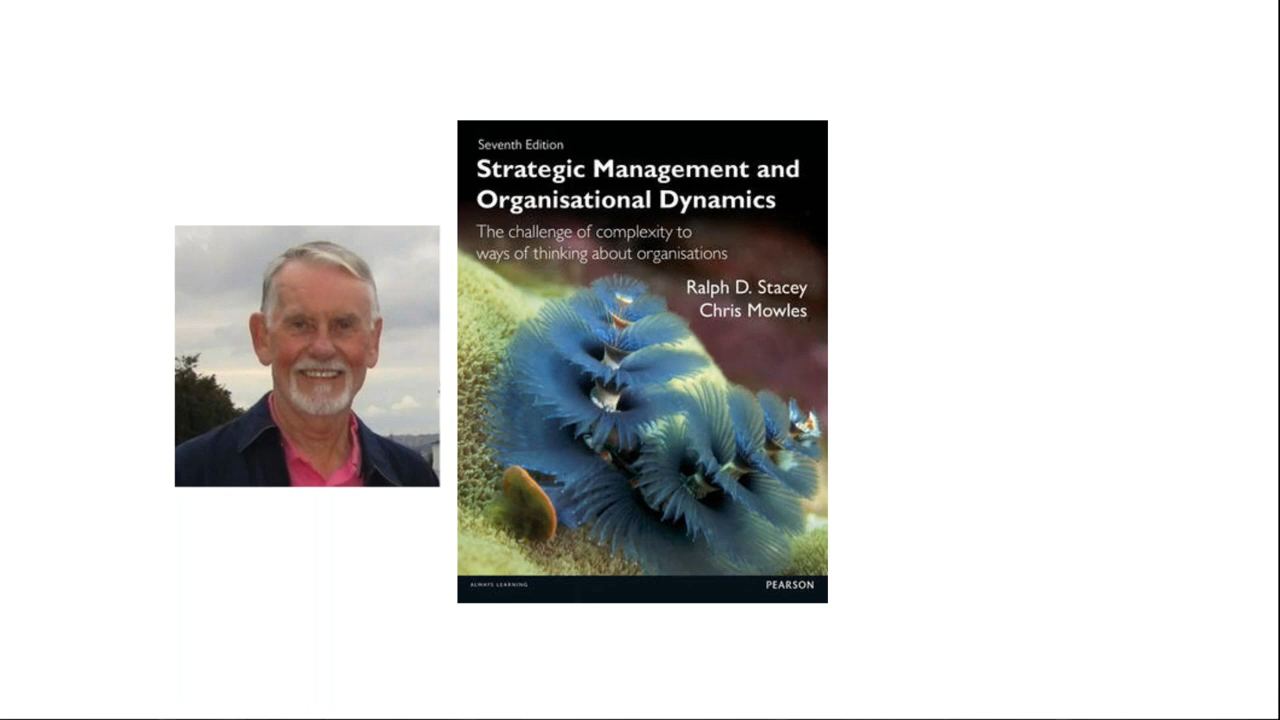 Seventh Edition
Strategic Management and
Organisational Dynamics
The challenge of complexity to
ways of thinking about organisations
Ralph D. Stacey
Chris Mowles
ALWAYS LEARNING
PEARSON